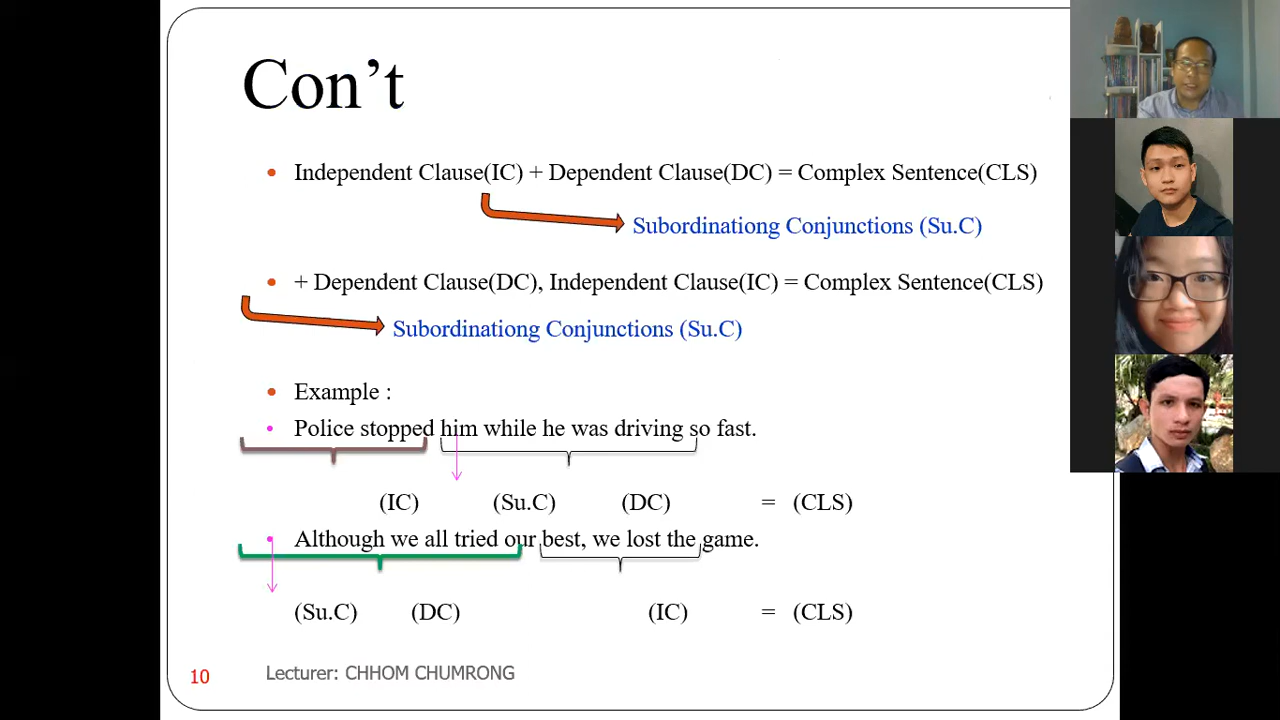 Con’t
Independent Clause(IC) + Dependent Clause(DC) = Complex Sentence(CLS)
Subordinationg Conjunctions (Su.C)
+ Dependent Clause(DC), Independent Clause(IC) = Complex Sentence(CLS)
Subordinationg Conjunctions (Su.C)
Example :
Police stopped him while he was driving so fast.
(IC) (Su.C) (DC) = (CLS)
Although we all tried our best, we lost the game.
(Su.C) (DC) (IC) = (CLS)
10 Lecturer: CHHOM CHUMRONG